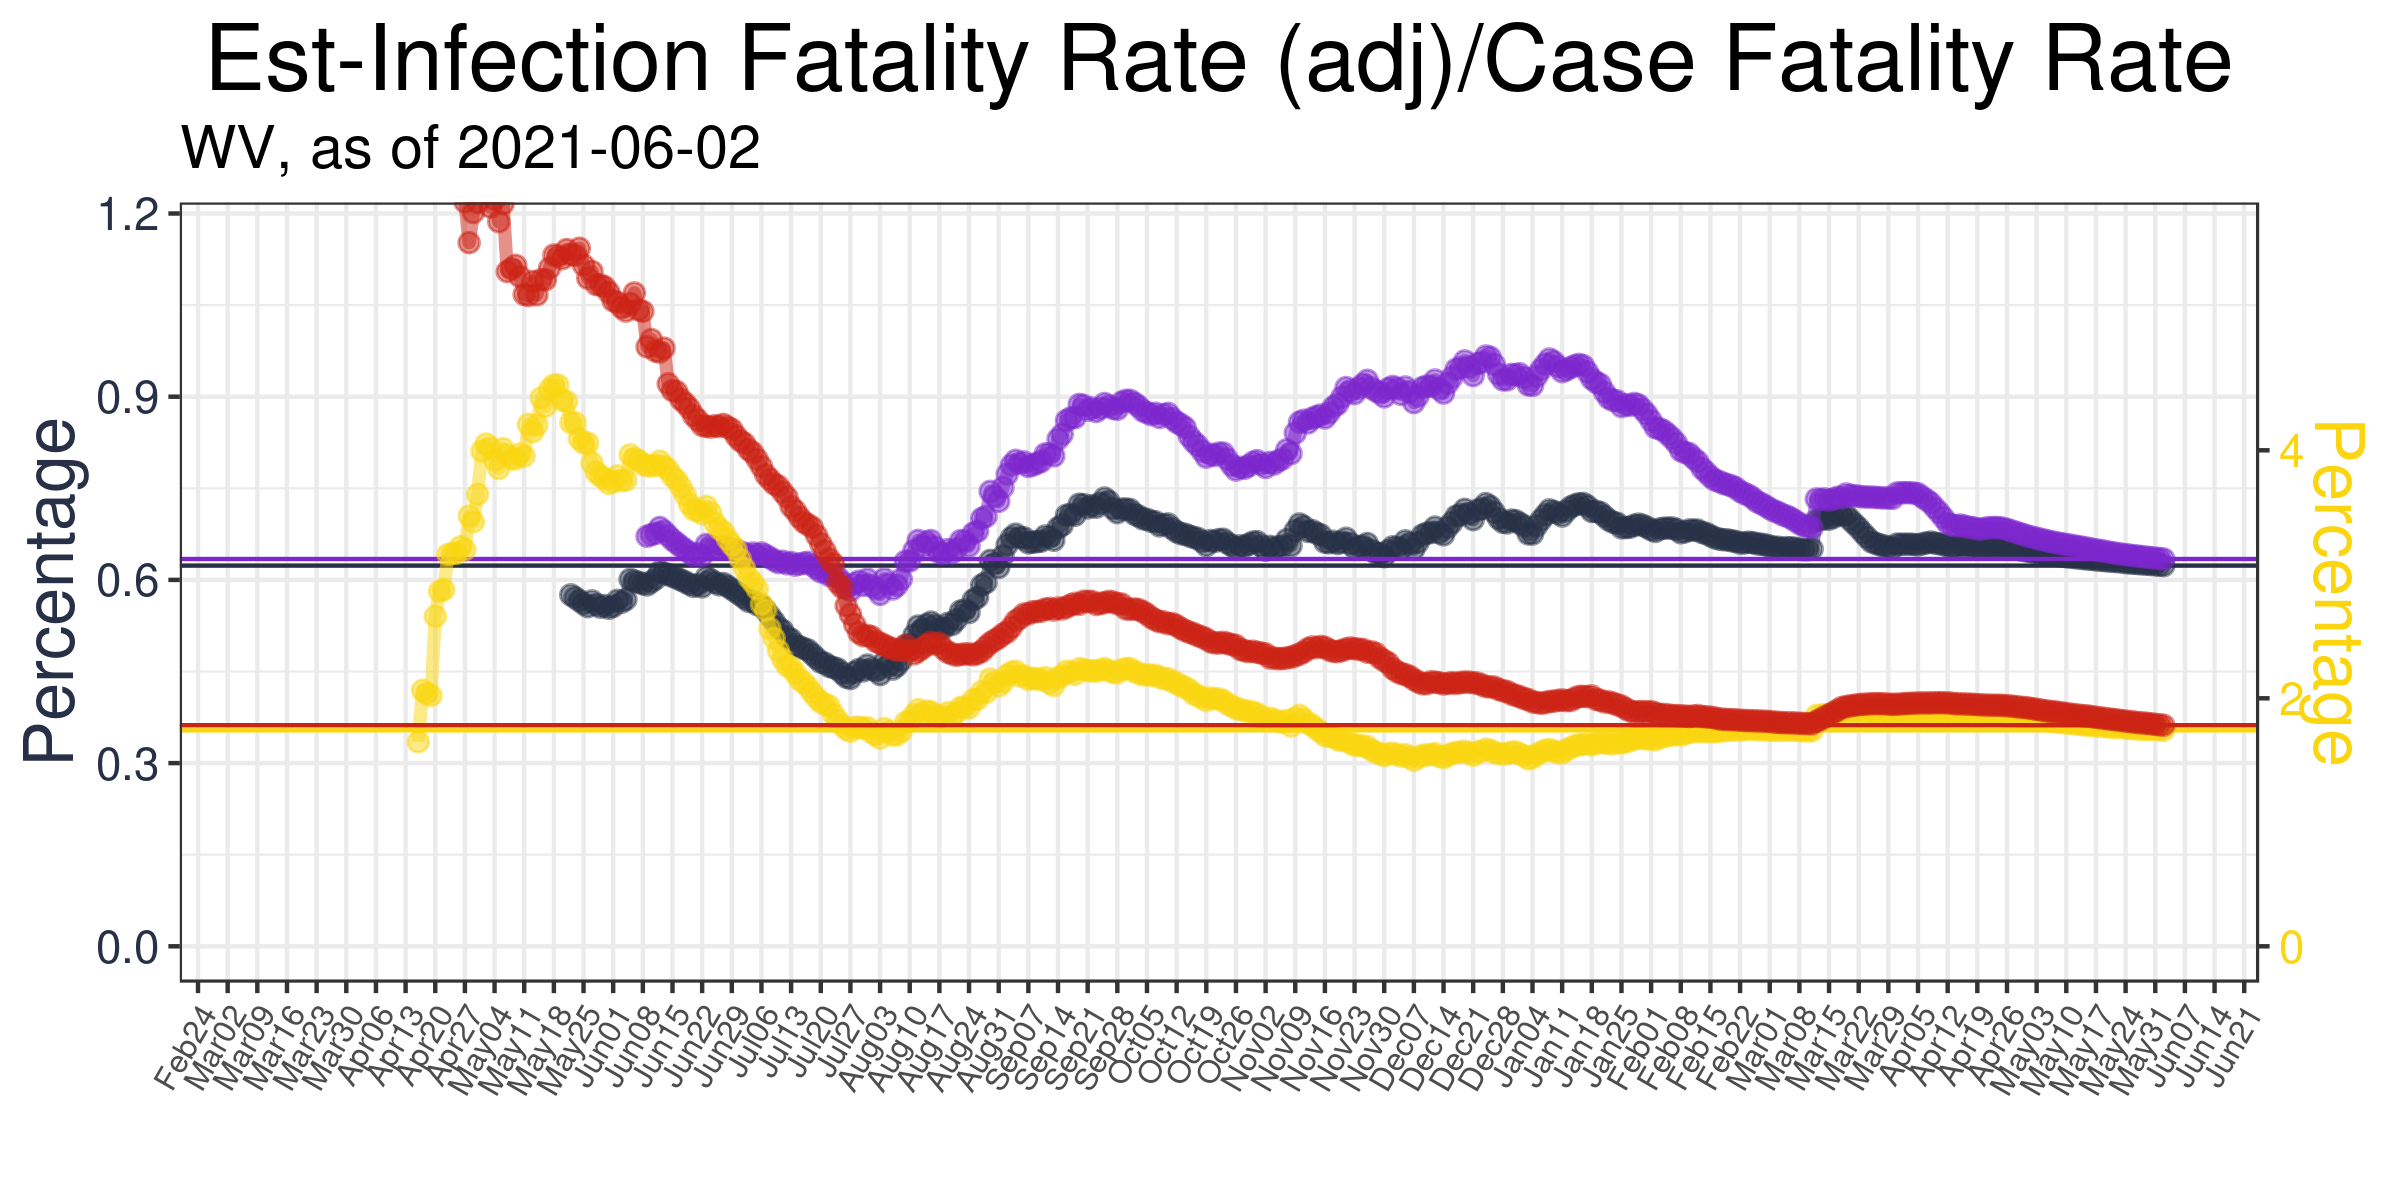 Est-Infection Fatality Rate (adj)/Case Fatality Rate
WV, as of 2021-06-02
Percentage
1.2
0.9
0.6
0.3
0.0
4
2
0
Percentage
Feb24
Mar02
Mar09
Mar16
Mar23
Mar30
Apr06
Apr13
Apr20
Apr27
May04
May11
May18
May25
Jun01
Jun08
Jun15
Jun22
Jun29
Jul06
Jul13
Jul20
Jul27
Aug03
Aug10
Aug17
Aug24
Aug31
Sep07
Sep14
Sep21
Sep28
Oct05
Oct12
Oct19
Oct26
Nov02
Nov09
Nov16
Nov23
Nov30
Dec07
Dec14
Dec21
Dec28
Jan04
Jan11
Jan18
Jan25
Feb01
Feb08
Feb15
Feb22
Mar01
Mar08
Mar15
Mar22
Mar29
Apr05
Apr12
Apr19
Apr26
May03
May10
May17
May24
May31
Jun07
Jun14
Jun21